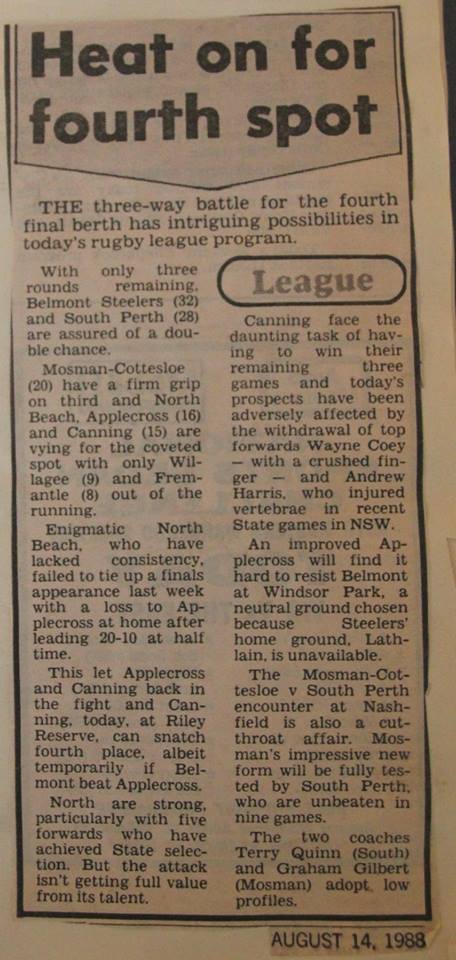 Heat on for
fourth spot
THE three-way battle for the fourth
final berth has intriguing possibilities in
today's rugby league program.
With only three
rounds remaining,
Belmont Steelers (32)
and South Perth (28)
are assured of a dou-
ble chance.
Mosman-Cottesloe
(20) have a firm grip
on third and North
Beach, Applecross (16)
and Canning (15) are
vying for the coveted
spot with only Wil-
lagee (9) and Frem-
antle (8) out of the
running.
Enigmatic North
Beach, who have
lacked consistency,
failed to tie up a finals
appearance last week
with a loss to Ap-
plecross at home after
leading 20-10 at half
time.
This let Applecross
and Canning back in
the fight and Can-
ning, today, at Riley
Reserve, can snatch
fourth place, albeit
temporarily if Bel-
mont beat Applecross.
North are strong,
particularly with five
forwards who have
achieved State selec-
tion. But the attack
isn't getting full value
from its talent.
League
Canning face the
daunting task of hav-
ing to win their
remaining three
games and today's
prospects have been
adversely affected by
the withdrawal of top
forwards Wayne Coey
— with a crushed fin-
ger — and Andrew
Harris, who injured
vertebrae in recent
State games in NSW.
An improved Ap-
plecross will find it
hard to resist Belmont
at Windsor Park, a
neutral ground chosen
because Steelers'
home ground, Lath-
lain, is unavailable.
The Mosman-Cot-
tesloe v South Perth
encounter at Nash-
field is also a cut-
throat affair. Mos-
man's impressive new
form will be fully tes-
ted by South Perth,
who are unbeaten in
nine games.
The two coaches
Terry Quinn (South)
and Graham Gilbert
(Mosman) adopt low
profiles.
AUGUST 14, 1988